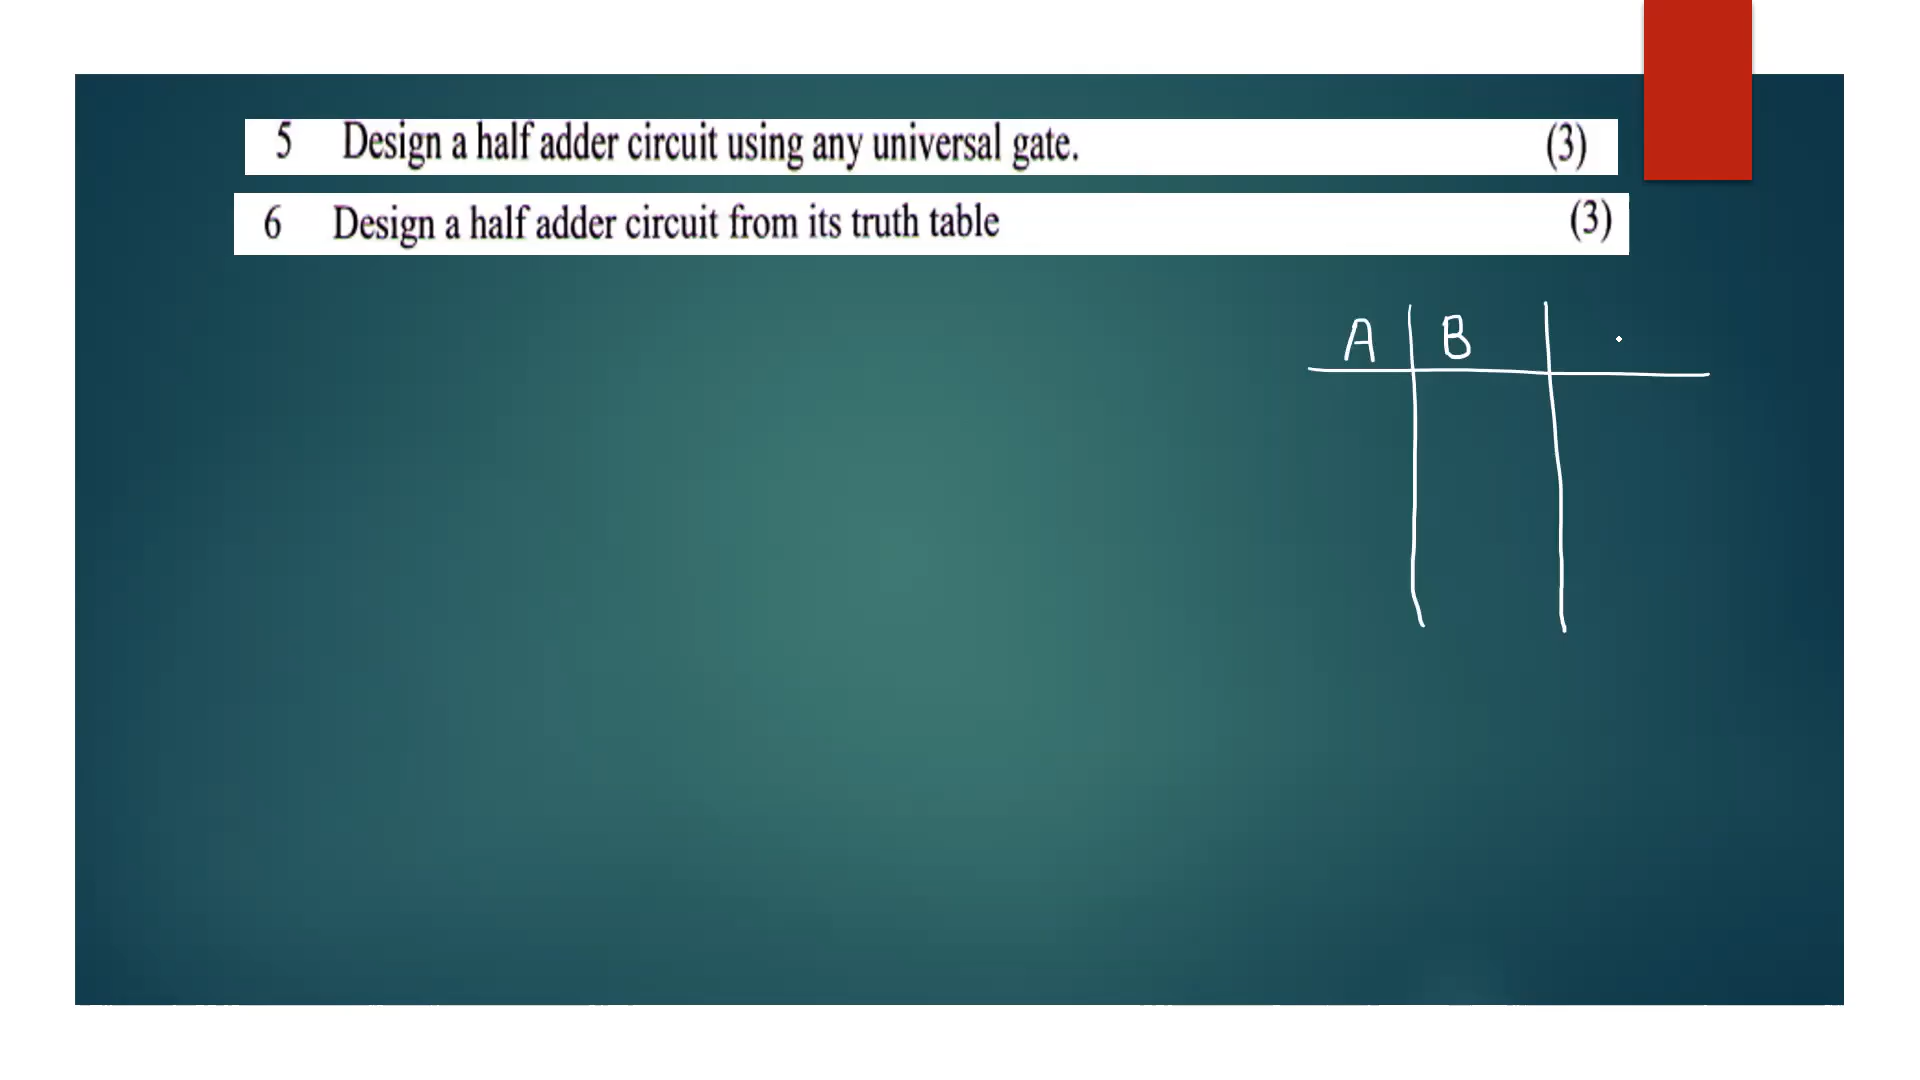 5 Design a half adder circuit using any universal gate. (3)
6 Design a half adder circuit from its truth table (3)
A B